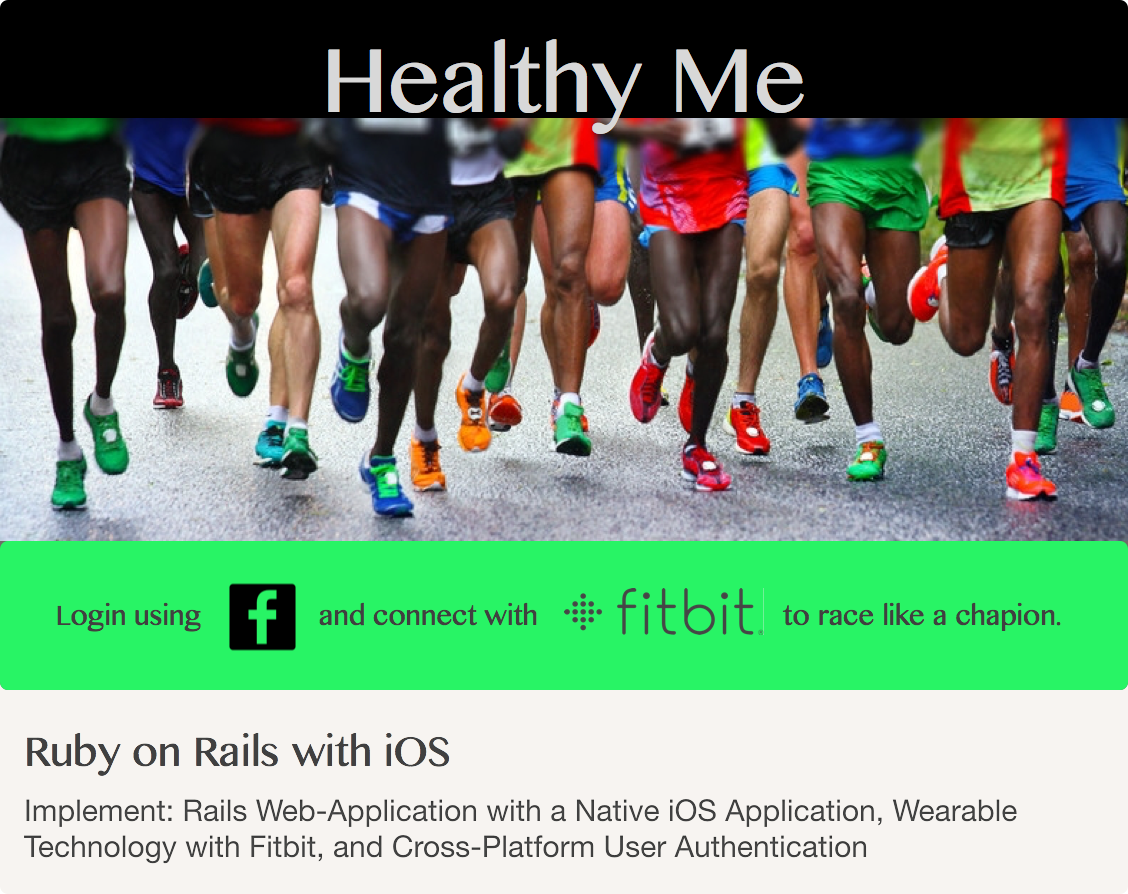 Healthy Me
Login using f and connect with fitbit to race like a chapion.
Ruby on Rails with iOS
Implement: Rails Web-Application with a Native iOS Application, Wearable
Technology with Fitbit, and Cross-Platform User Authentication